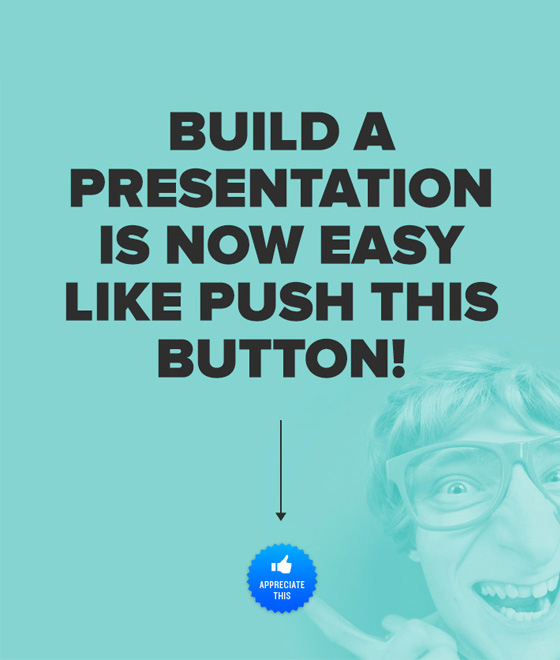 BUILD A
PRESENTATION
IS NOW EASY
LIKE PUSH THIS
BUTTON!
APPRECIATE
THIS